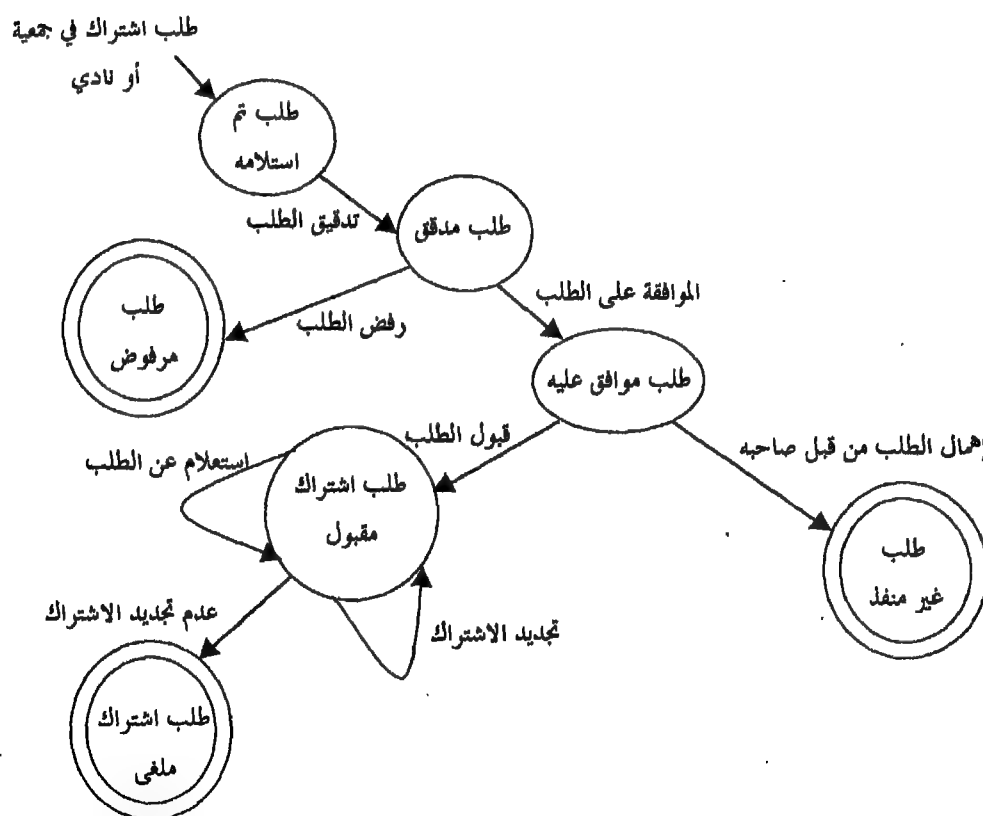 طلب اشتراك في جمعية
أو نادي
طلب تم
استلامه
تدقيق الطلب
طلب مدقق
الموافقة على الطلب
رفض الطلب
طلب
مرفوض
طلب موافق عليه
قبول الطلب
إهمال الطلب من قبل صاحبه
استعلام عن الطلب
طلب اشتراك
مقبول
طلب
غير منفذ
عدم تجديد الاشتراك
تجديد الاشتراك
طلب اشتراك
ملغى